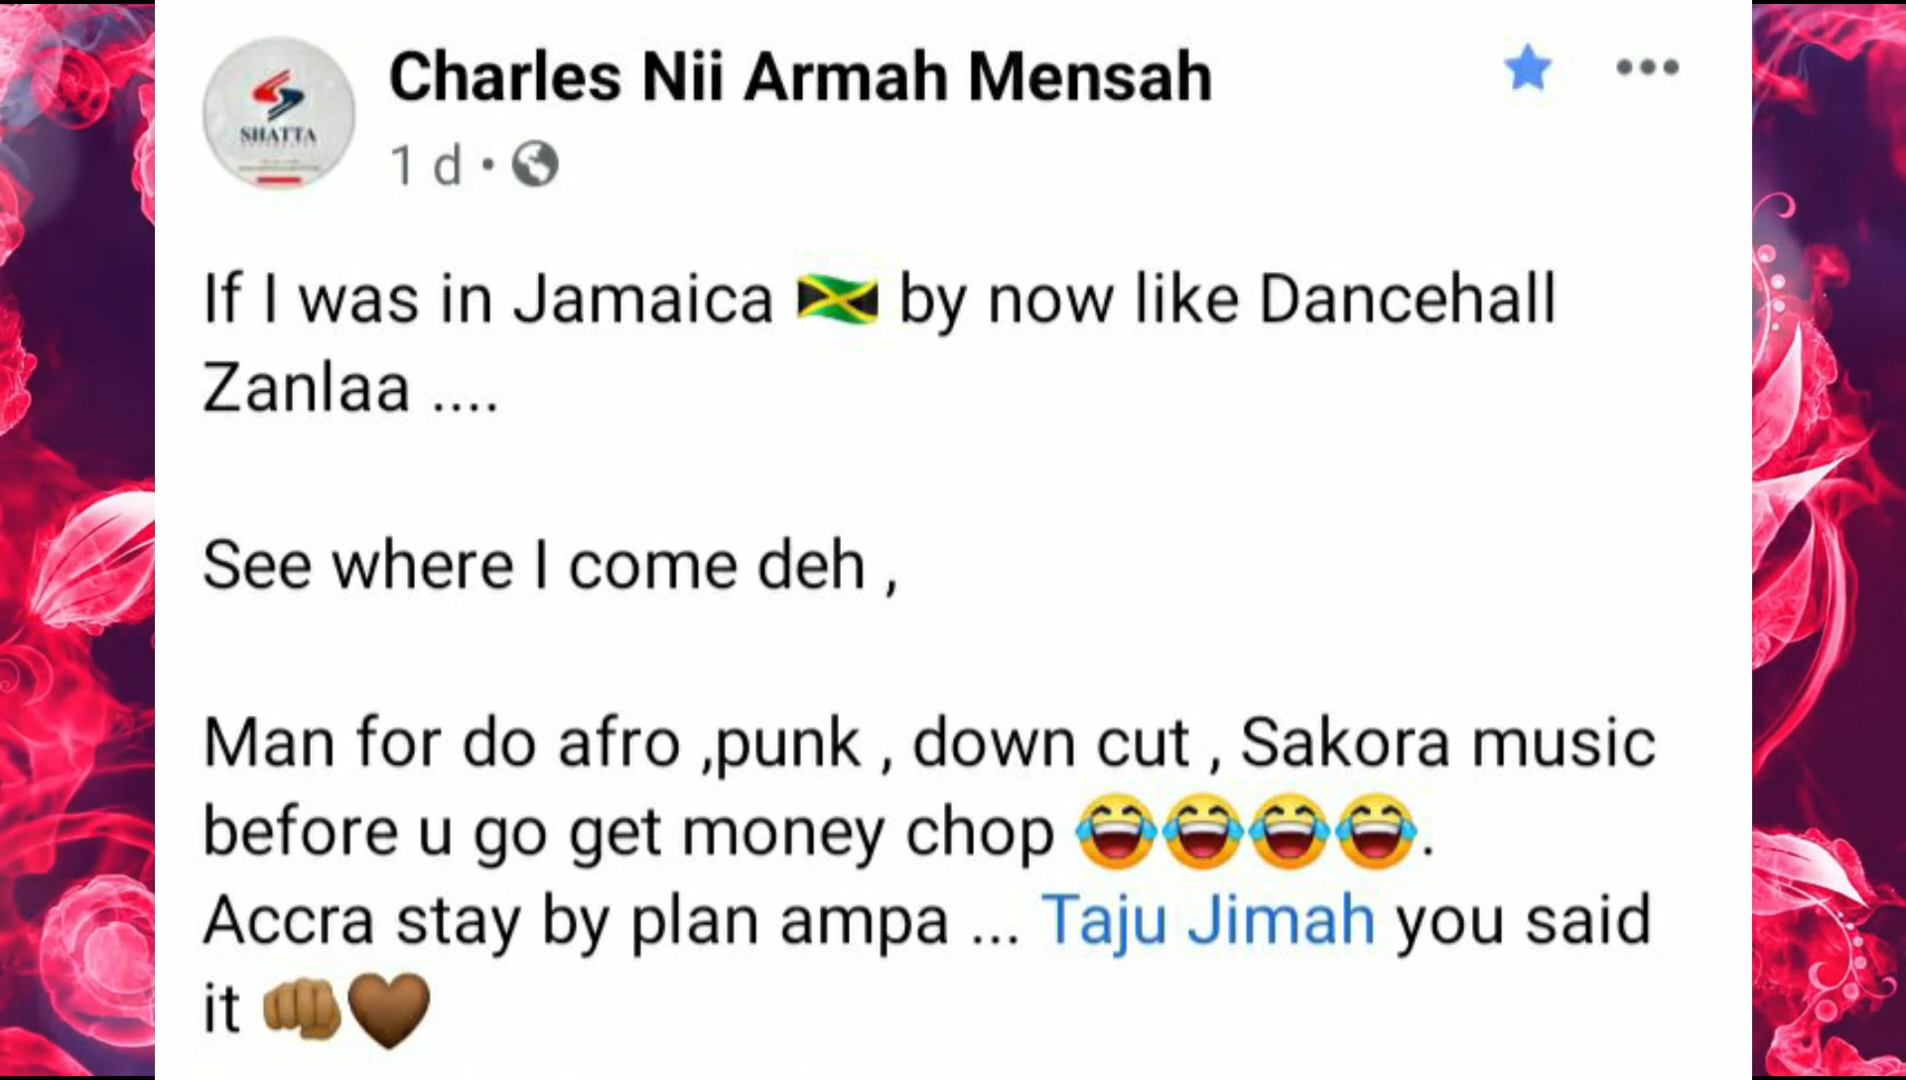 SHATTA
Charles Nii Armah Mensah
1 d •
If I was in Jamaica 🇯🇲 by now like Dancehall
Zanlaa ....
See where I come deh ,
Man for do afro ,punk , down cut , Sakora music
before u go get money chop 😂😂😂😂.
Accra stay by plan ampa ... Taju Jimah you said
it 👊🏾🤎